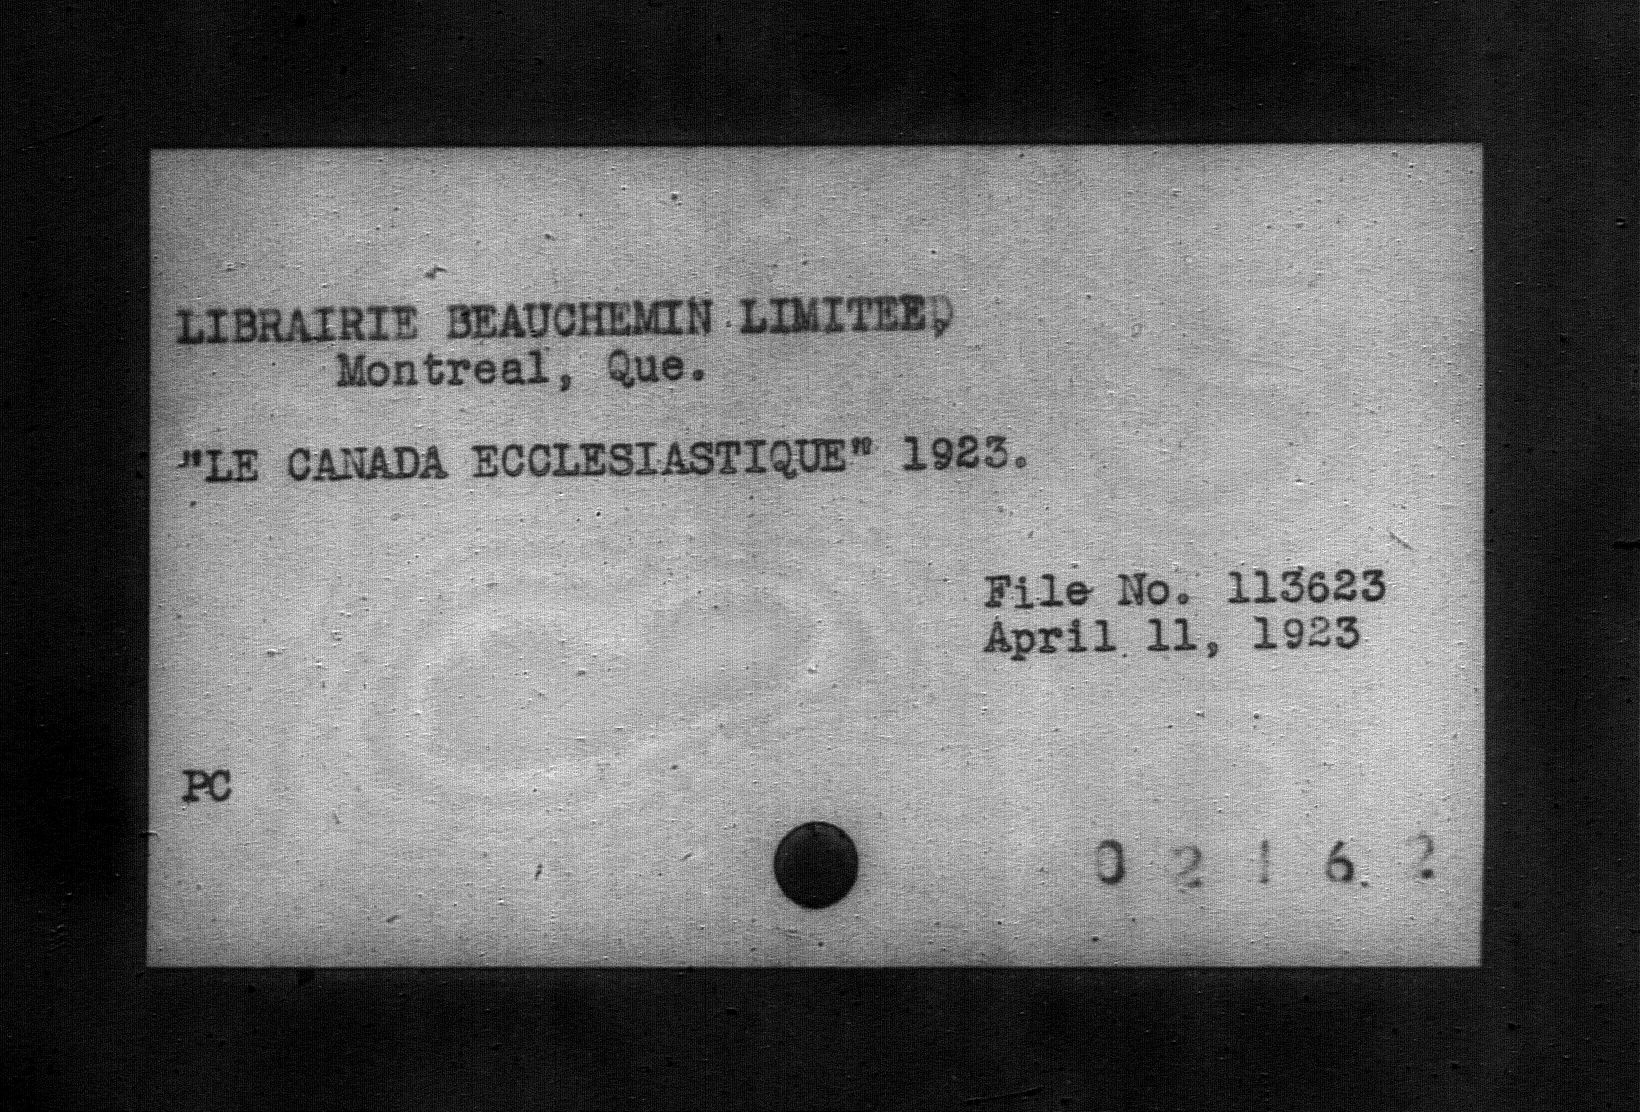 LIBRAIRIE BEAUCHEMIN LIMITEE,
Montreal, Que.
"LE CANADA ECCLESIASTIQUE" 1923.
File No. 113623
April 11, 1923
PC
0 2 1 6 2